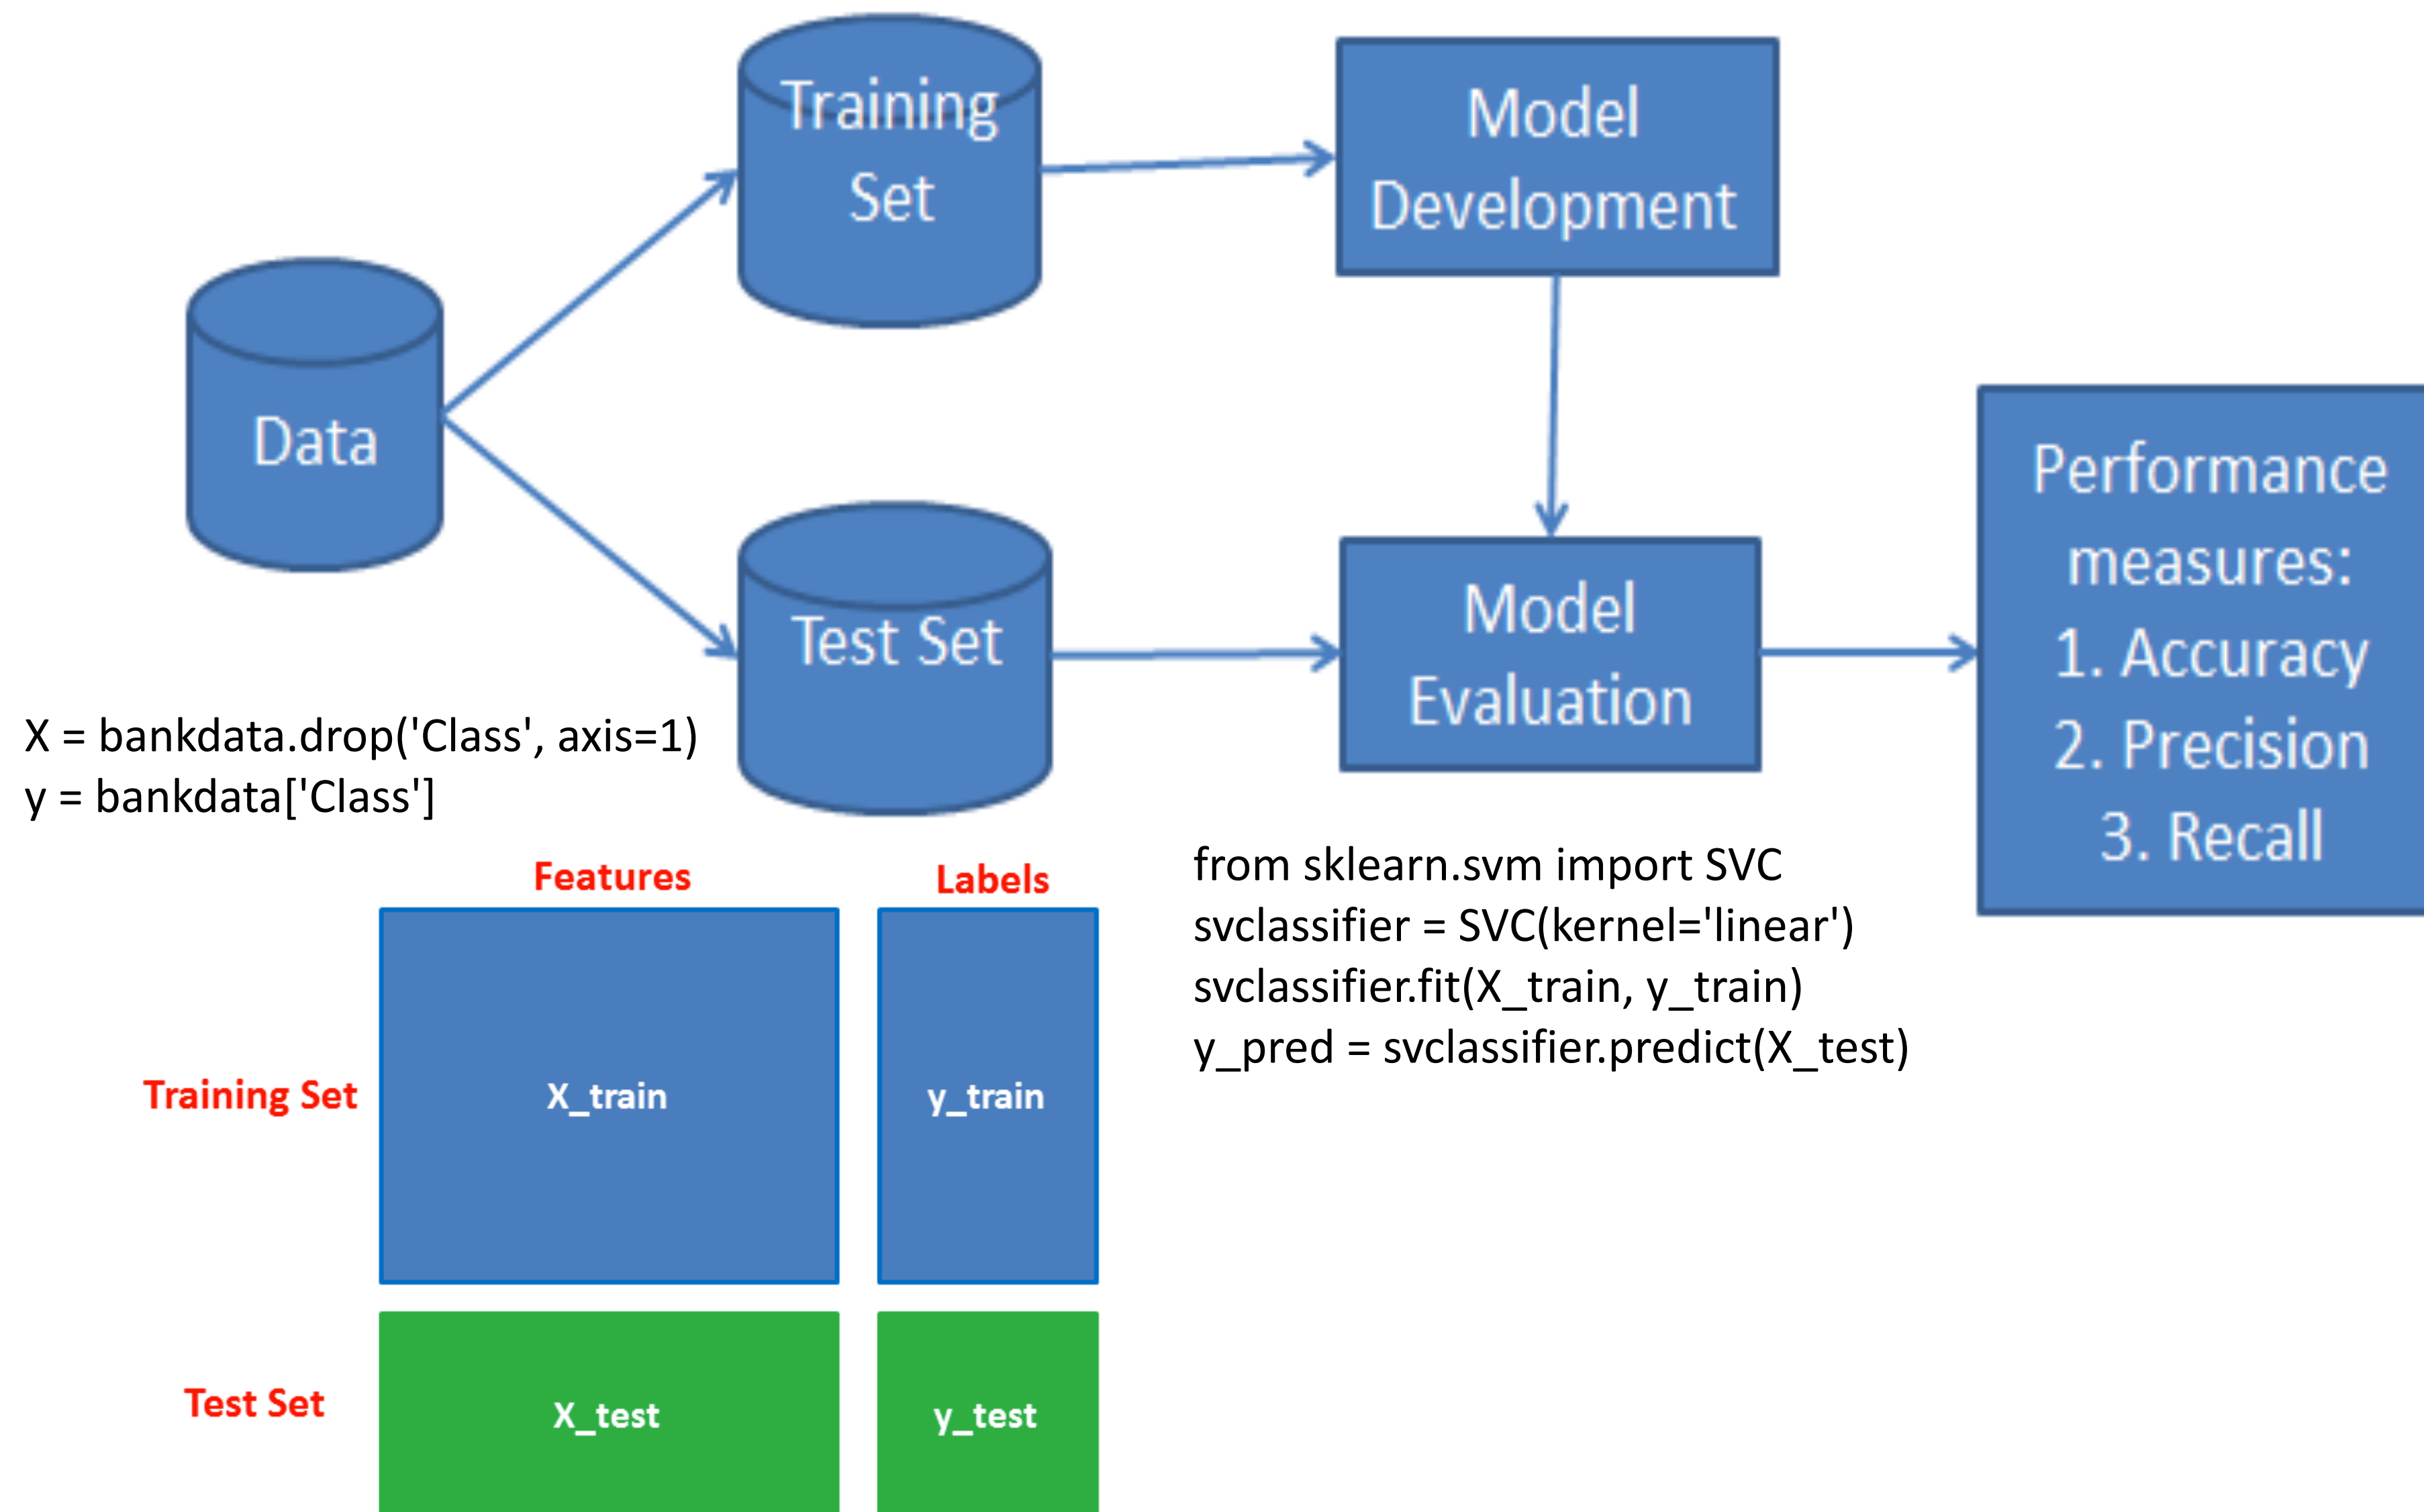 Training
Set
Model
Development
Data
Test Set
Model
Evaluation
Performance
measures:
1. Accuracy
2. Precision
3. Recall
X = bankdata.drop('Class', axis=1)
y = bankdata['Class']
from sklearn.svm import SVC
svclassifier = SVC(kernel='linear')
svclassifier.fit(X_train, y_train)
y_pred = svclassifier.predict(X_test)
Features
Labels
Training Set
X_train
y_train
Test Set
X_test
y_test